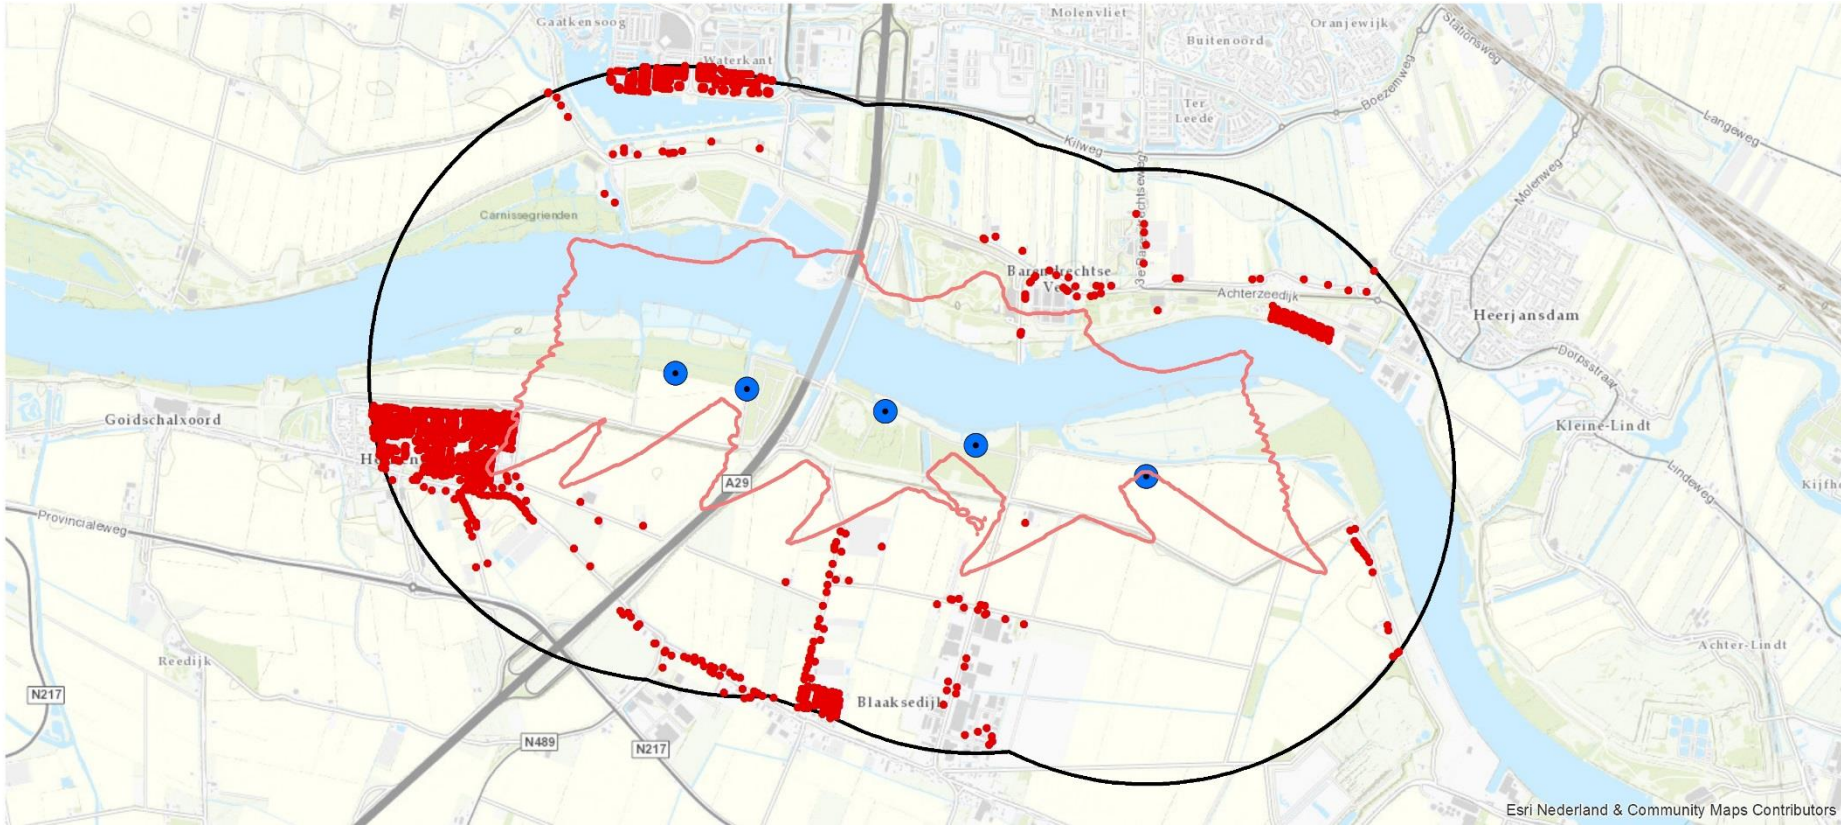 Gaatkensoog
Molenvliet
Oranjewijk
Stationsweg
Buitenoord
Waterkant
Boezemweg
Ter
Leede
Langeweg
Kilweg
Molenweg
Carnissegrienden
Achterzeedijk
Heerjansdam
Dorpsstraat
Goidschalxoord
Kleine-Lindt
A29
Lindeweg
Provincialeweg
Reedijk
Achter-Lindt
N217
Blaaksedijk
N489
N217
Esri Nederland & Community Maps Contributors